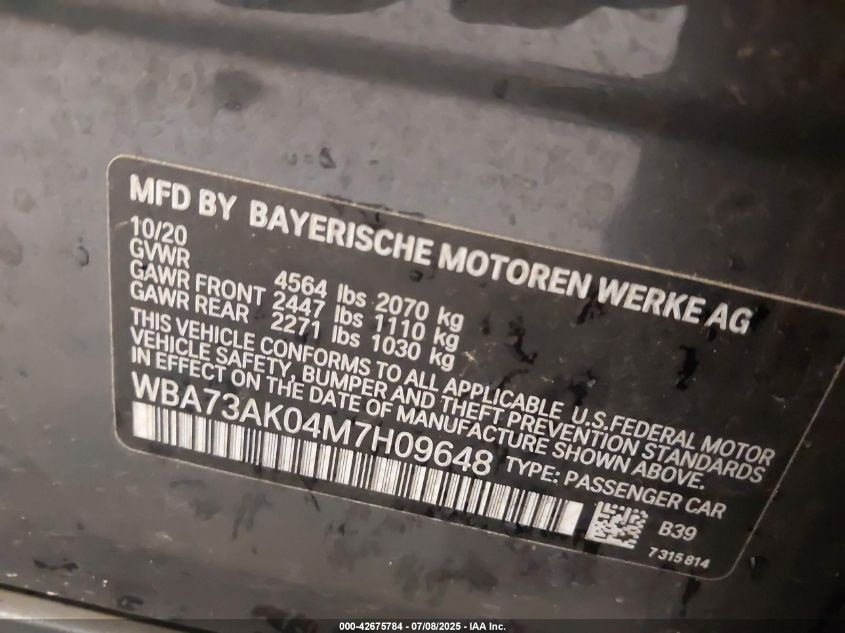 MFD BY BAYERISCHE MOTOREN WERKE AG
10/20
GVWR 4564 lbs 2070 kg
GAWR FRONT 2447 lbs 1110 kg
GAWR REAR 2271 lbs 1030 kg
THIS VEHICLE CONFORMS TO ALL APPLICABLE U.S.FEDERAL MOTOR
VEHICLE SAFETY, BUMPER AND THEFT PREVENTION STANDARDS
IN EFFECT ON THE DATE OF MANUFACTURE SHOWN ABOVE.
WBA73AK04M7H09648 TYPE: PASSENGER CAR
B39
7315814
000-42675784 - 07/08/2025 - IAA Inc.